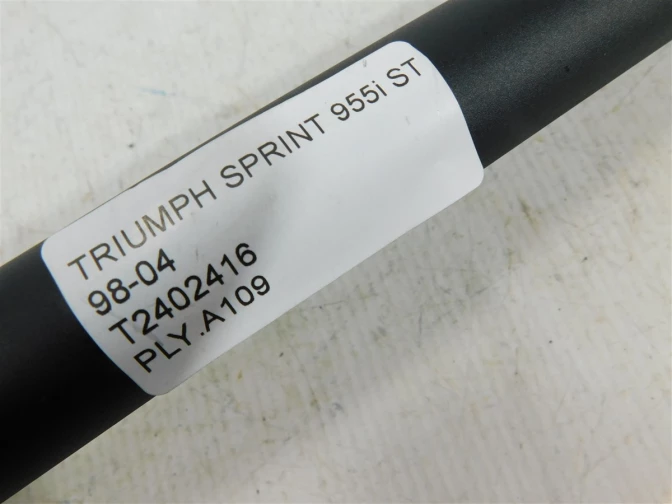 TRIUMPH SPRINT 955i ST
98-04
T2402416
PLY.A109